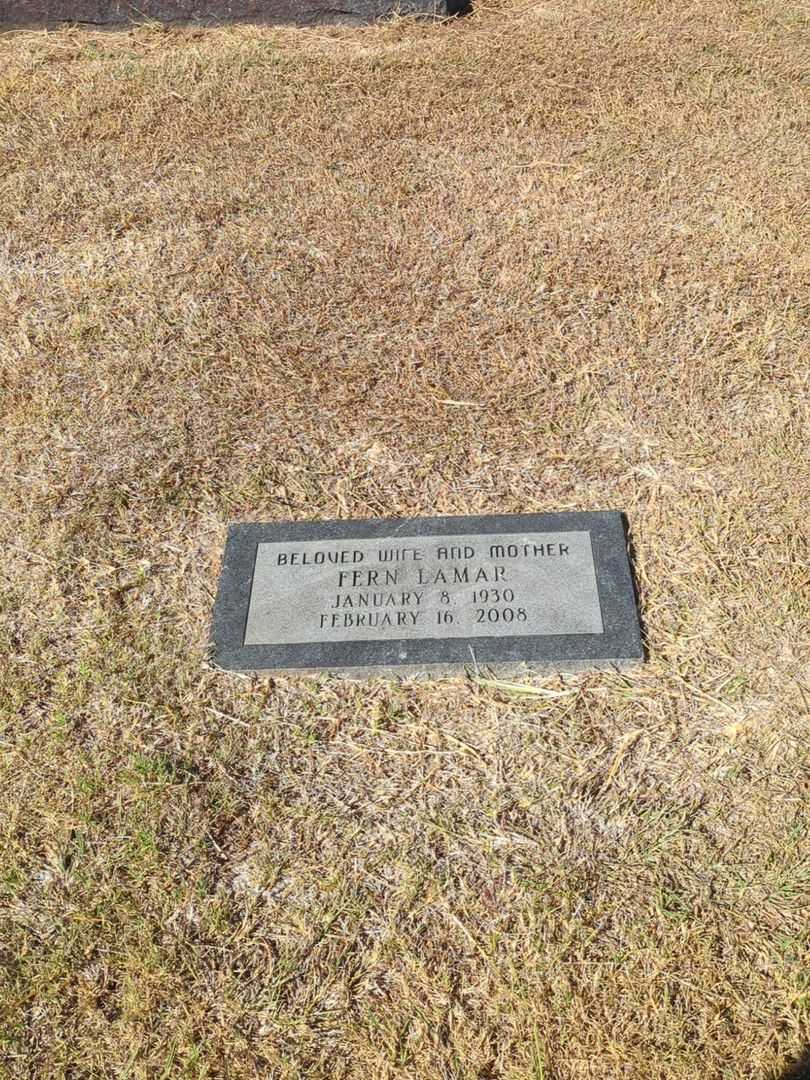 BELOVED WIFE AND MOTHER
FERN LAMAR
JANUARY 8, 1930
FEBRUARY 16, 2008